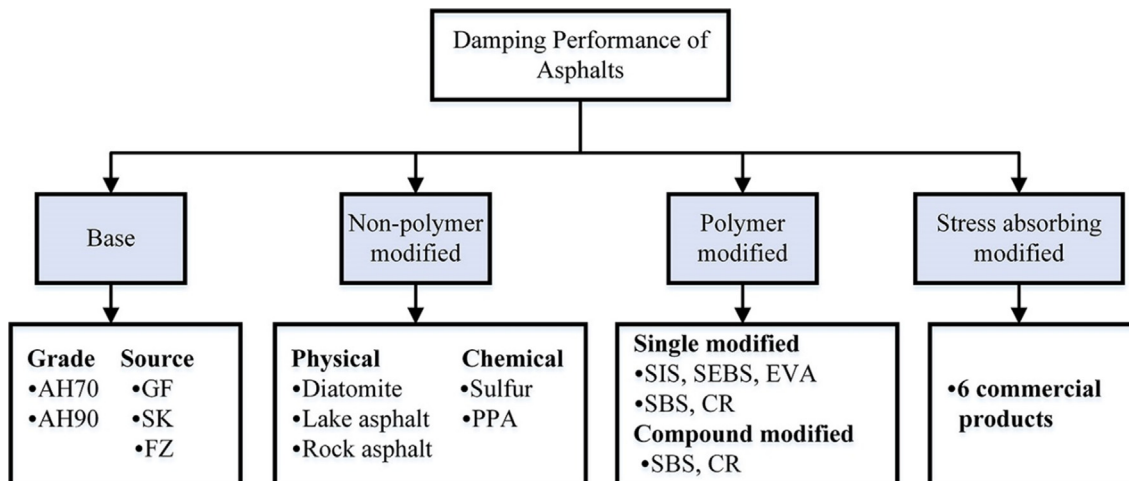 Damping Performance of
Asphalts
Base
Non-polymer
modified
Polymer
modified
Stress absorbing
modified
Grade Source
•AH70 •GF
•AH90 •SK
•FZ
Physical Chemical
•Diatomite •Sulfur
•Lake asphalt •PPA
•Rock asphalt
Single modified
•SIS, SEBS, EVA
•SBS, CR
Compound modified
•SBS, CR
•6 commercial
products